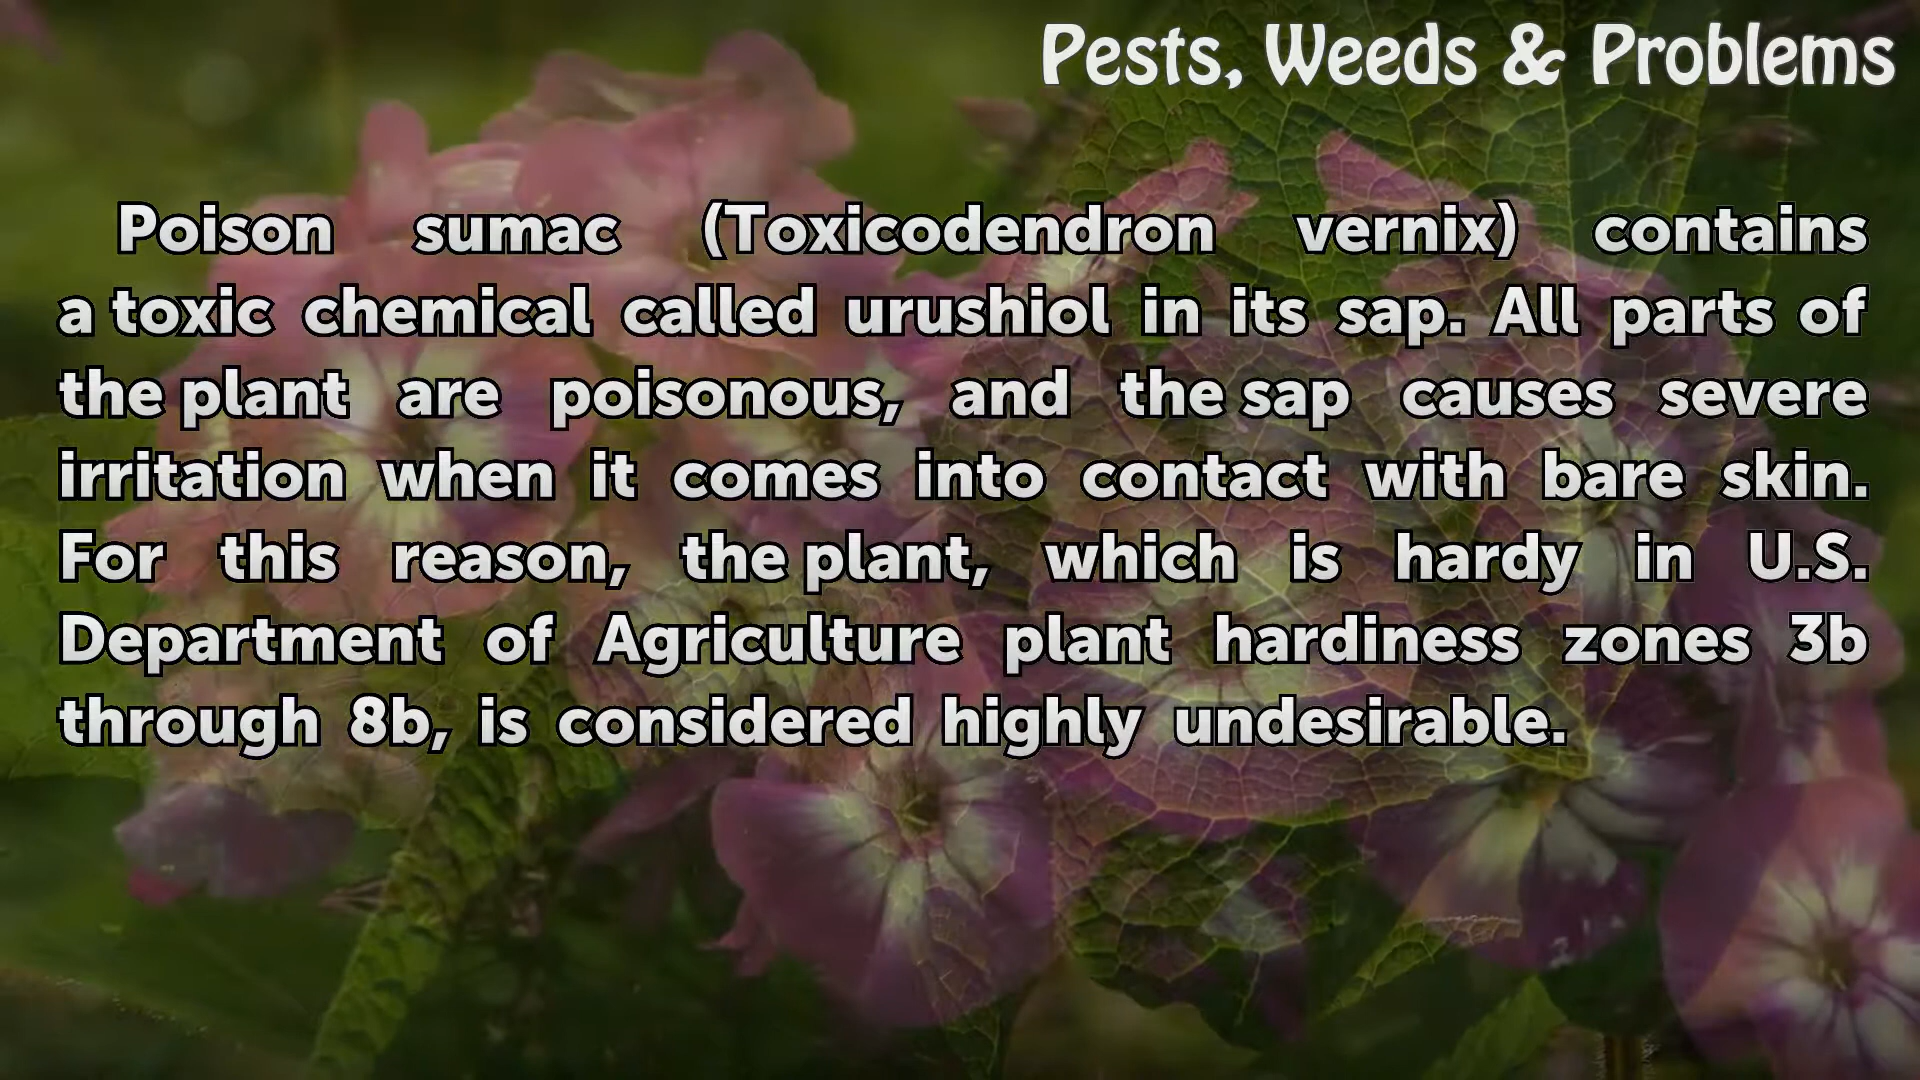 Pests, Weeds & Problems
Poison sumac (Toxicodendron vernix) contains
a toxic chemical called urushiol in its sap. All parts of
the plant are poisonous, and the sap causes severe
irritation when it comes into contact with bare skin.
For this reason, the plant, which is hardy in U.S.
Department of Agriculture plant hardiness zones 3b
through 8b, is considered highly undesirable.